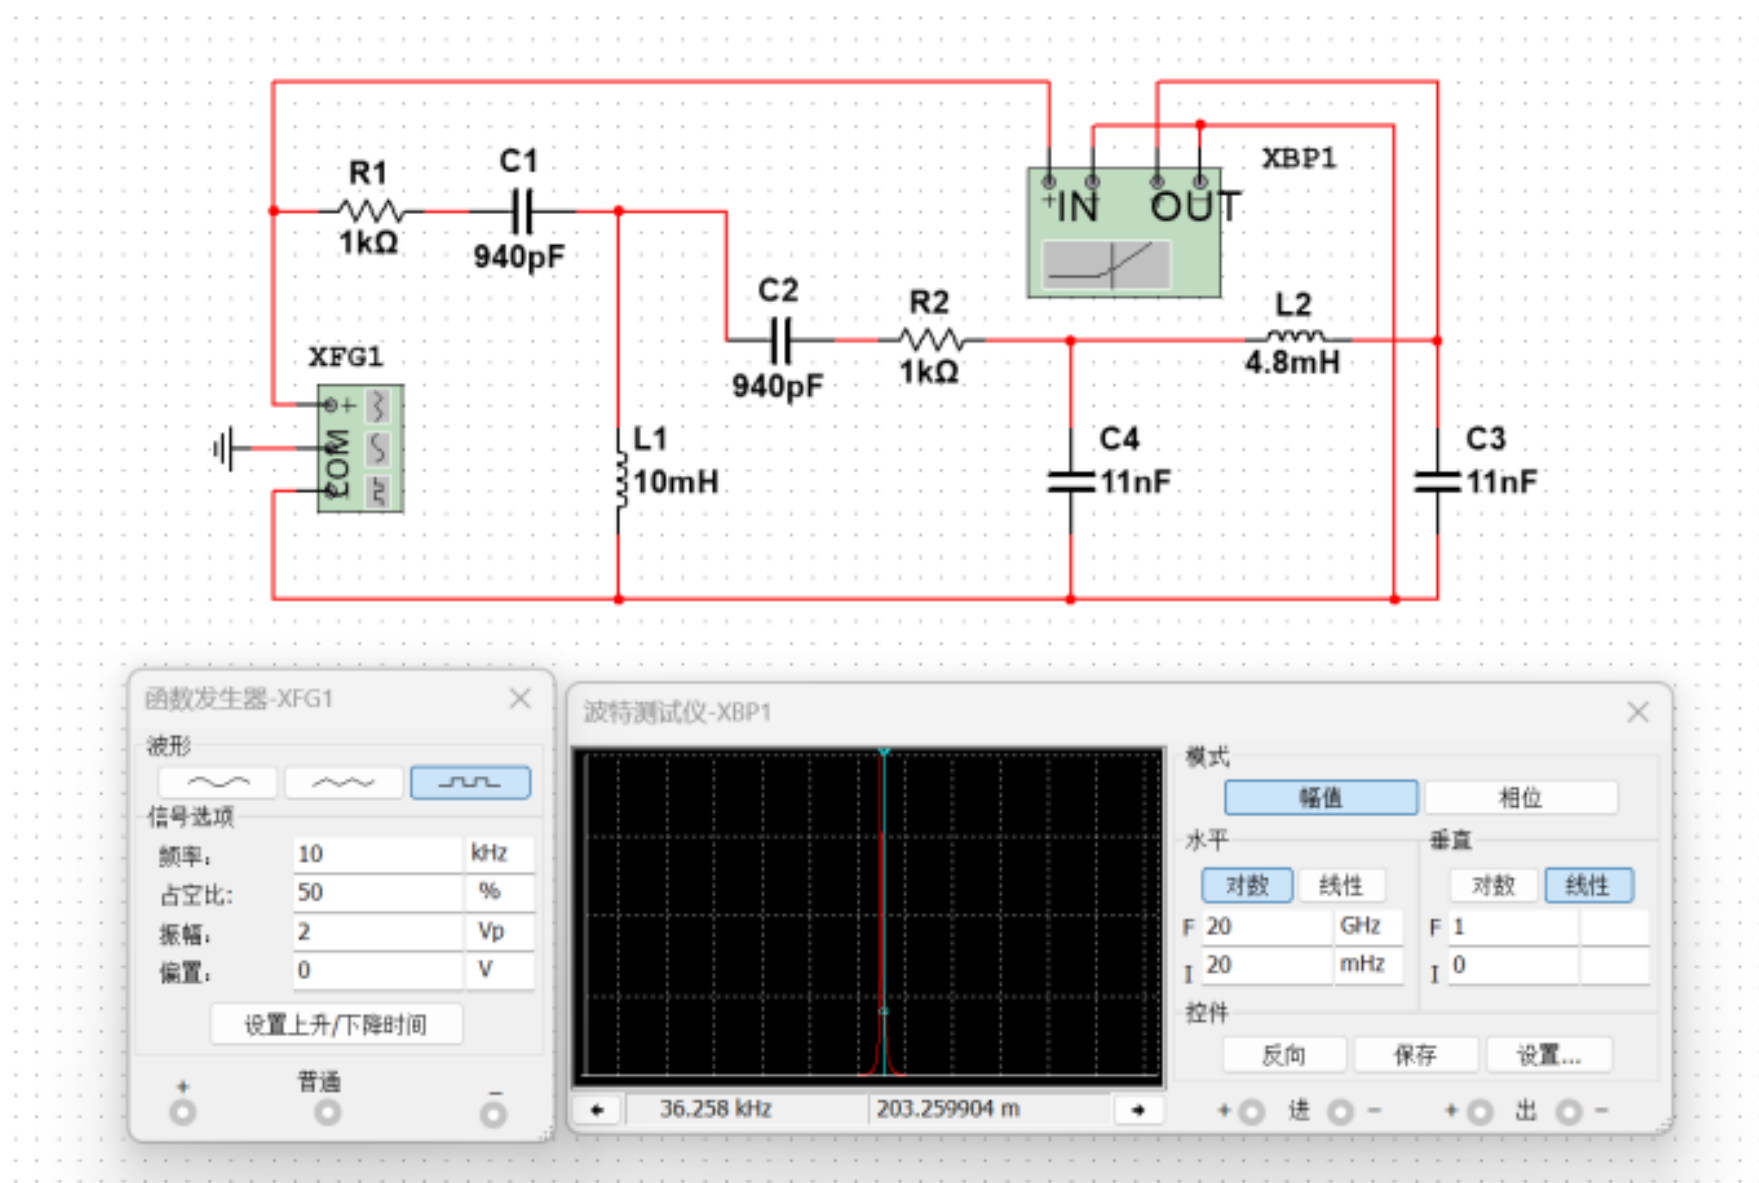 XBP1
IN OUT
C1
R1
1kΩ
940pF
C2
R2
L2
940pF
1kΩ
4.8mH
XFG1
COM
L1
10mH
C4
11nF
C3
11nF
函数发生器-XFG1
波形
信号选项
频率: 10 kHz
占空比: 50 %
振幅: 2 Vp
偏置: 0 V
设置上升/下降时间
+ 普通 −
波特测试仪-XBP1
模式
幅值 相位
水平 垂直
对数 线性 对数 线性
F 20 GHz F 1
I 20 mHz I 0
控件
反向 保存 设置...
36.258 kHz 203.259904 m
+ 进 − + 出 −